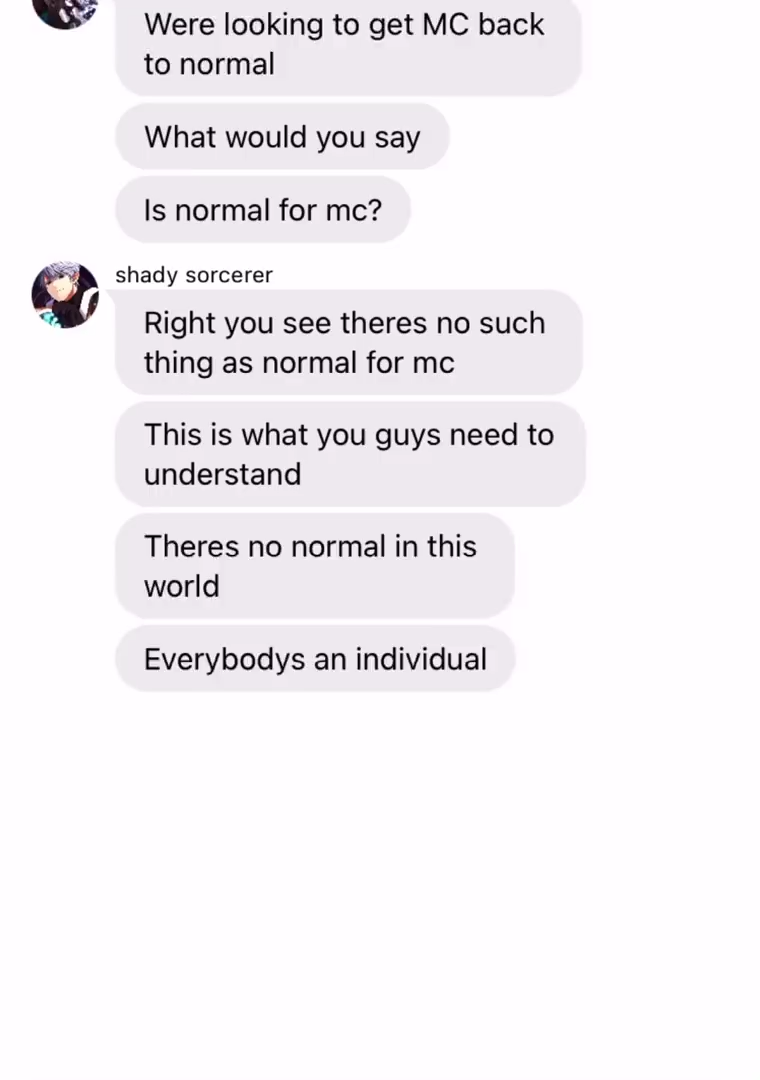 Were looking to get MC back
to normal
What would you say
Is normal for mc?
shady sorcerer
Right you see theres no such
thing as normal for mc
This is what you guys need to
understand
Theres no normal in this
world
Everybodys an individual